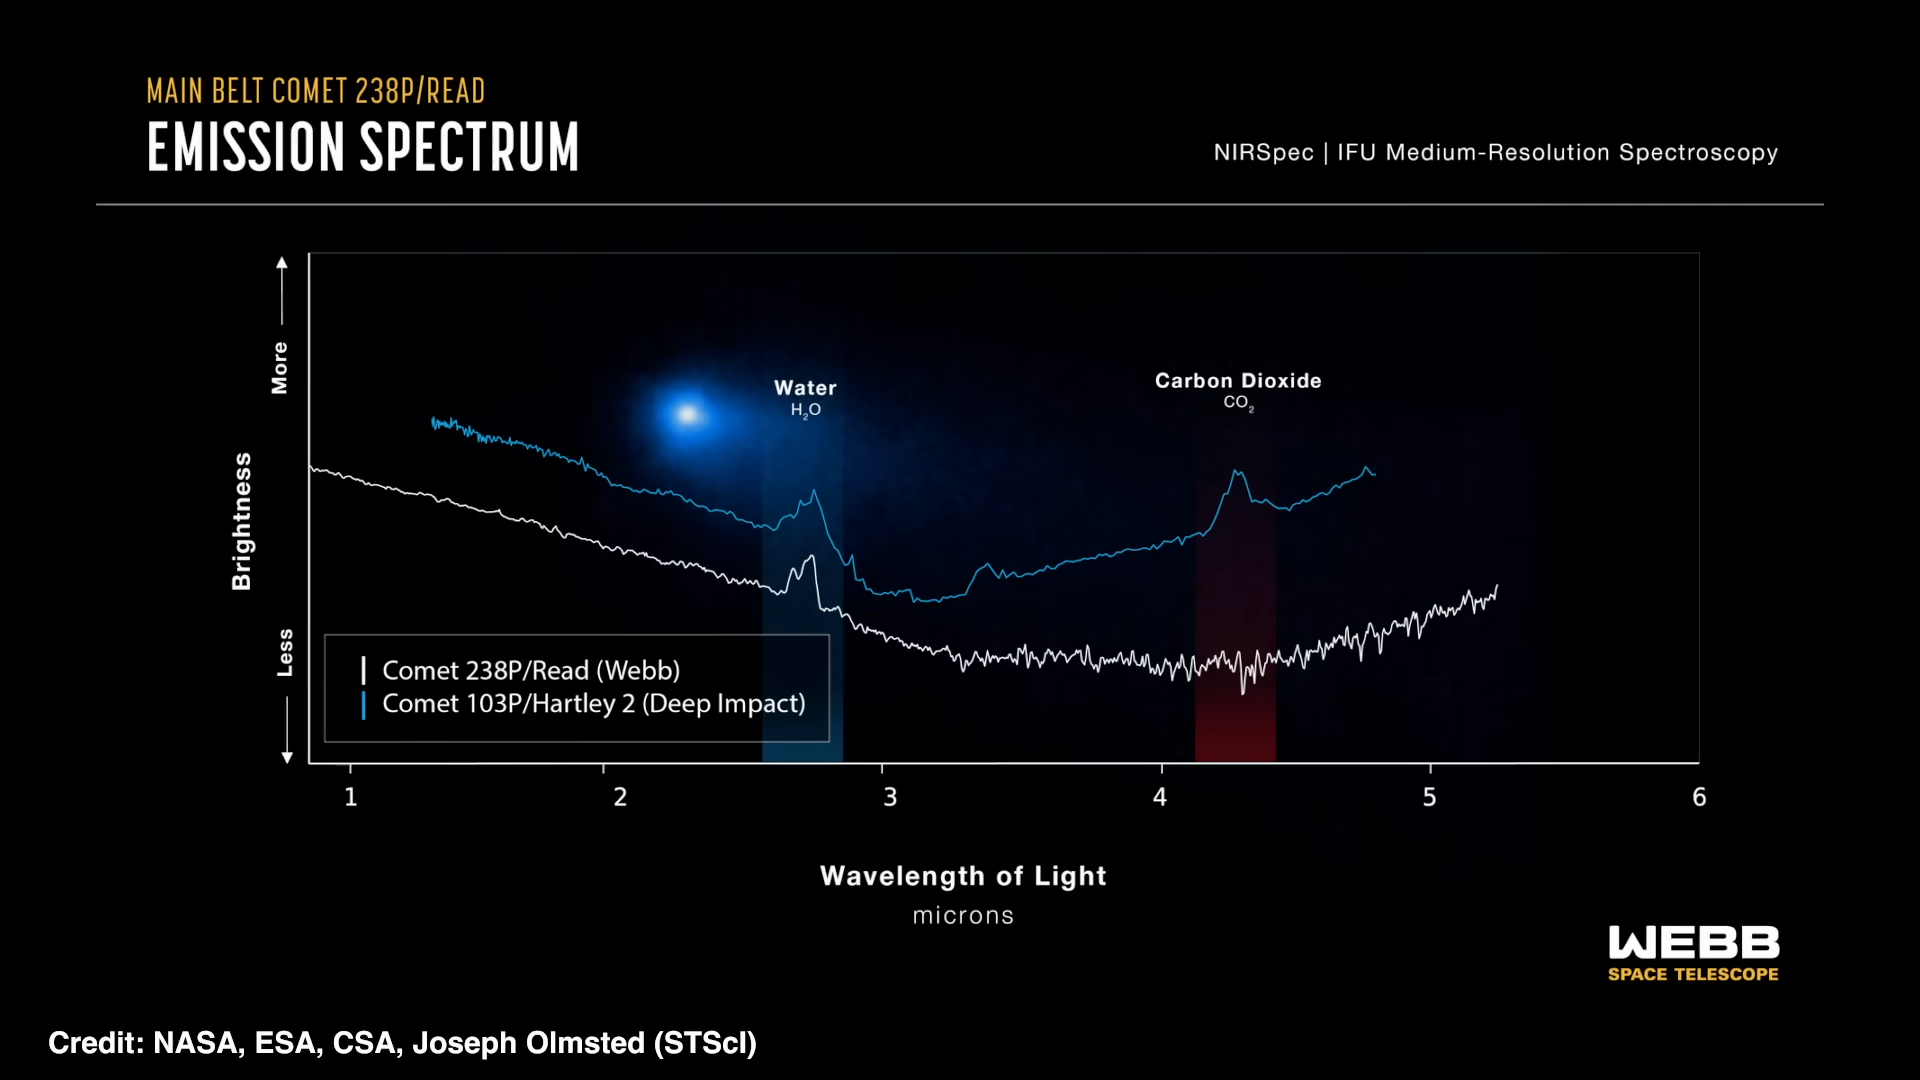 MAIN BELT COMET 238P/READ
EMISSION SPECTRUM
NIRSpec | IFU Medium-Resolution Spectroscopy
More
Brightness
Less
Water
H₂O
Carbon Dioxide
CO₂
Comet 238P/Read (Webb)
Comet 103P/Hartley 2 (Deep Impact)
1 2 3 4 5 6
Wavelength of Light
microns
WEBB
SPACE TELESCOPE
Credit: NASA, ESA, CSA, Joseph Olmsted (STScI)